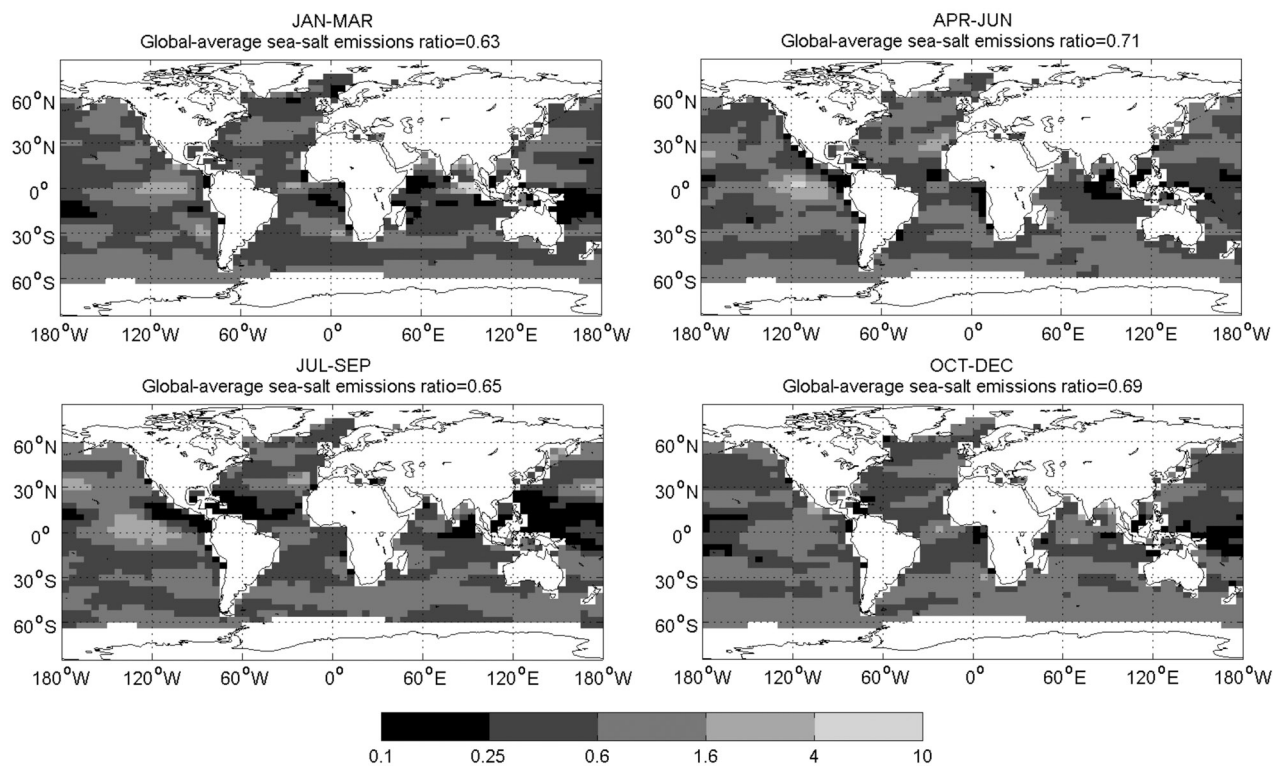 JAN-MAR
Global-average sea-salt emissions ratio=0.63
60°N
30°N
0°
30°S
60°S
180°W 120°W 60°W 0° 60°E 120°E 180°W
APR-JUN
Global-average sea-salt emissions ratio=0.71
60°N
30°N
0°
30°S
60°S
180°W 120°W 60°W 0° 60°E 120°E 180°W
JUL-SEP
Global-average sea-salt emissions ratio=0.65
60°N
30°N
0°
30°S
60°S
180°W 120°W 60°W 0° 60°E 120°E 180°W
OCT-DEC
Global-average sea-salt emissions ratio=0.69
60°N
30°N
0°
30°S
60°S
180°W 120°W 60°W 0° 60°E 120°E 180°W
0.1 0.25 0.6 1.6 4 10